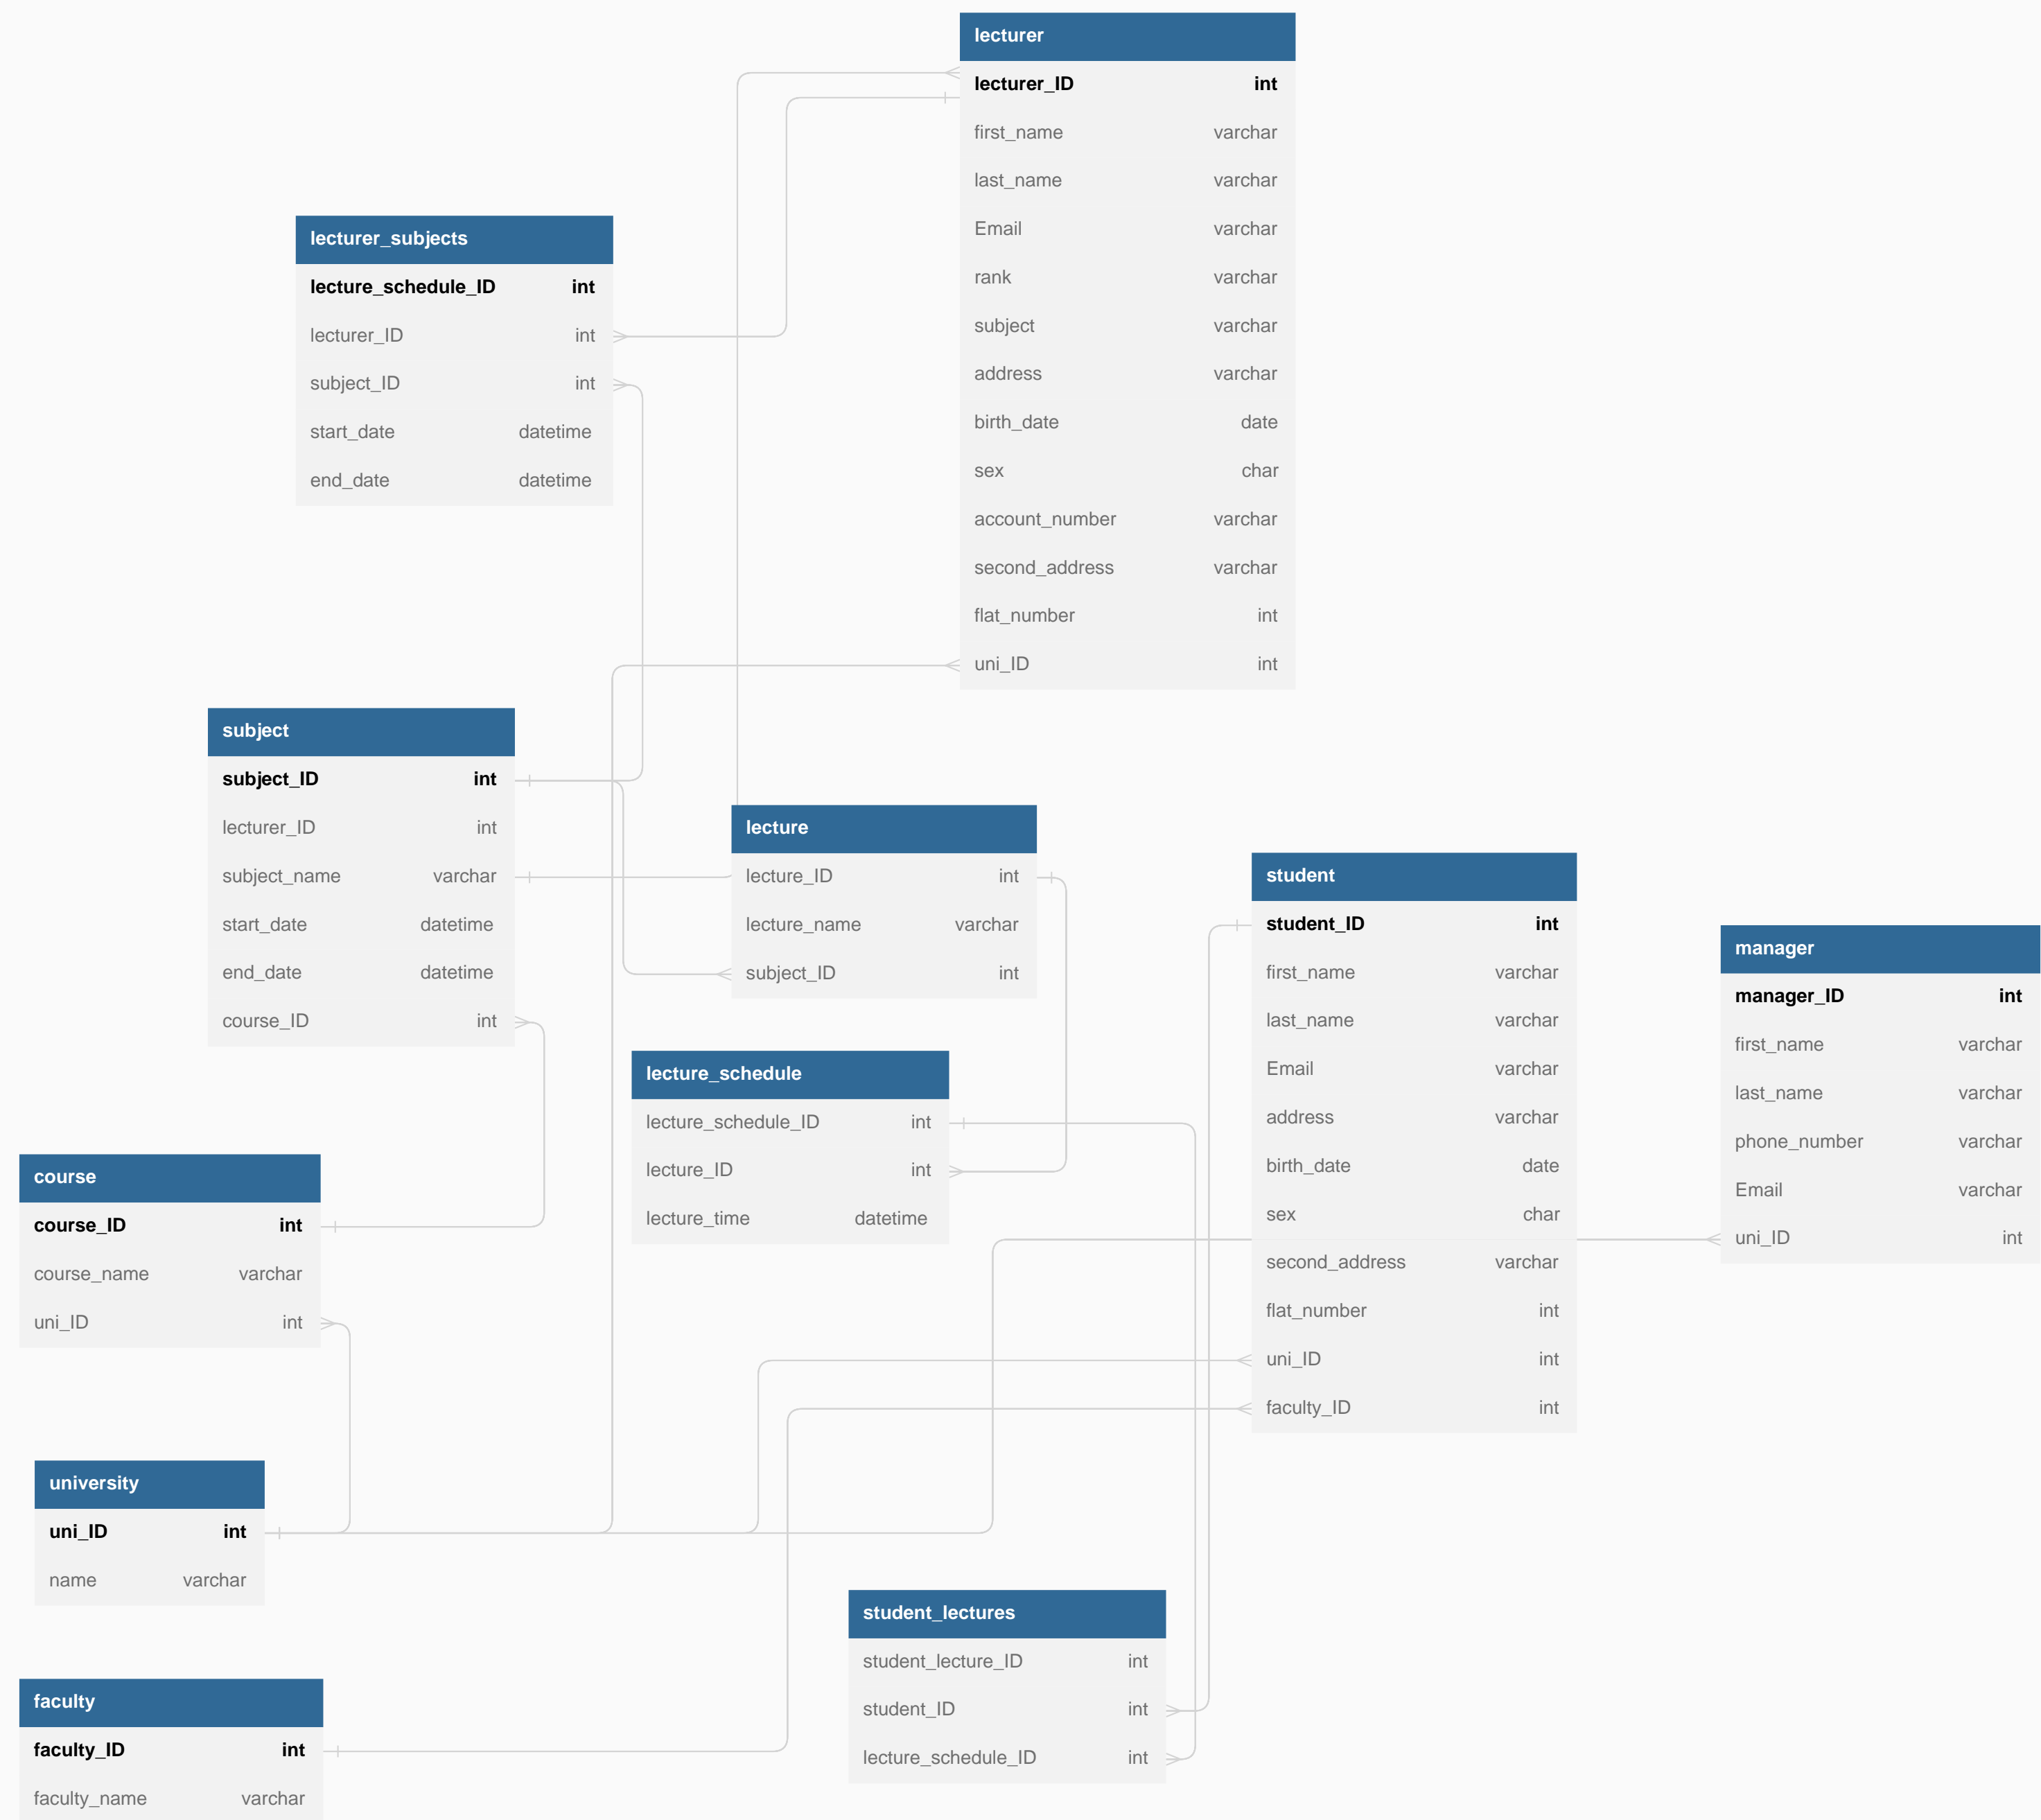 lecturer
lecturer_ID int
first_name varchar
last_name varchar
Email varchar
rank varchar
subject varchar
address varchar
birth_date date
sex char
account_number varchar
second_address varchar
flat_number int
uni_ID int
lecturer_subjects
lecture_schedule_ID int
lecturer_ID int
subject_ID int
start_date datetime
end_date datetime
subject
subject_ID int
lecturer_ID int
subject_name varchar
start_date datetime
end_date datetime
course_ID int
lecture
lecture_ID int
lecture_name varchar
subject_ID int
student
student_ID int
first_name varchar
last_name varchar
Email varchar
address varchar
birth_date date
sex char
second_address varchar
flat_number int
uni_ID int
faculty_ID int
manager
manager_ID int
first_name varchar
last_name varchar
phone_number varchar
Email varchar
uni_ID int
lecture_schedule
lecture_schedule_ID int
lecture_ID int
lecture_time datetime
course
course_ID int
course_name varchar
uni_ID int
university
uni_ID int
name varchar
student_lectures
student_lecture_ID int
student_ID int
lecture_schedule_ID int
faculty
faculty_ID int
faculty_name varchar